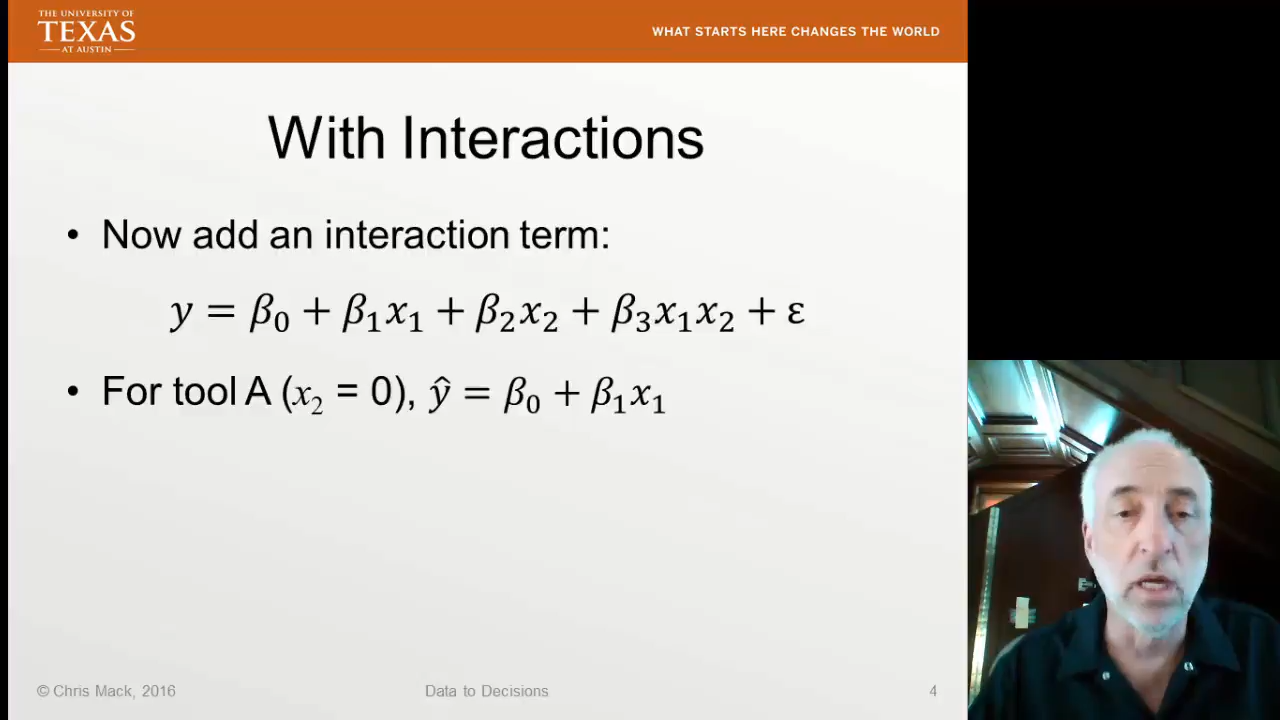 THE UNIVERSITY OF
TEXAS
AT AUSTIN
WHAT STARTS HERE CHANGES THE WORLD
With Interactions
• Now add an interaction term:
y = β₀ + β₁x₁ + β₂x₂ + β₃x₁x₂ + ε
• For tool A (x₂ = 0), ŷ = β₀ + β₁x₁
© Chris Mack, 2016
Data to Decisions
4